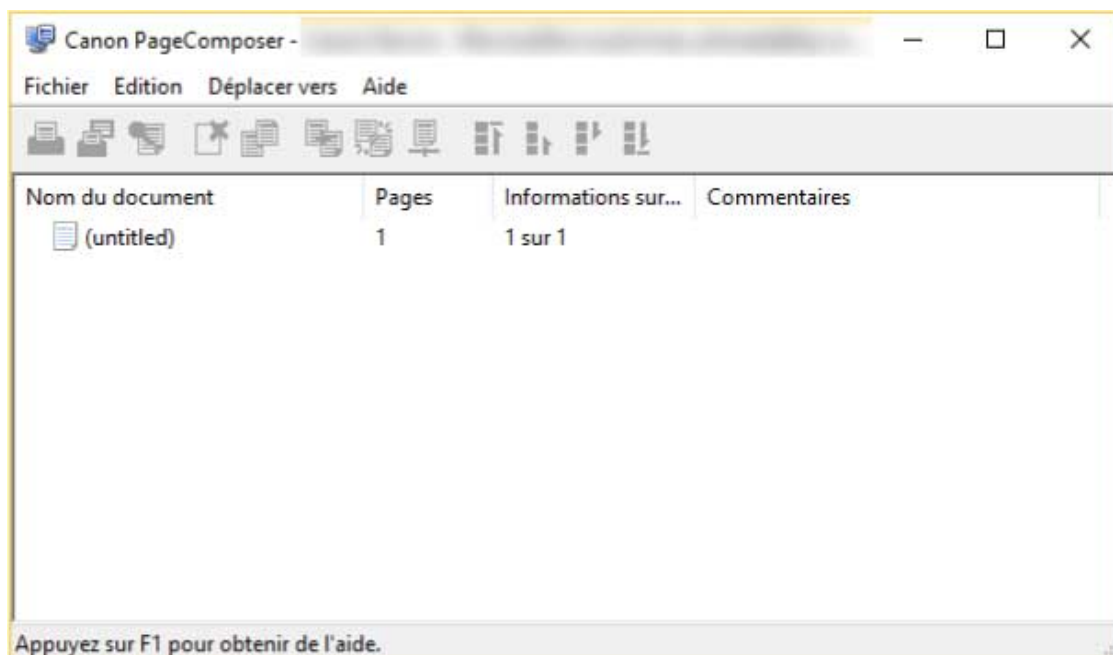 Canon PageComposer -
Fichier Edition Déplacer vers Aide
Nom du document Pages Informations sur... Commentaires
(untitled) 1 1 sur 1
Appuyez sur F1 pour obtenir de l'aide.